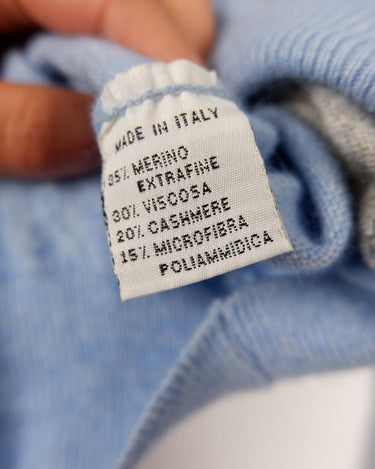 MADE IN ITALY
35% MERINO
EXTRAFINE
30% VISCOSA
20% CASHMERE
15% MICROFIBRA
POLIAMMIDICA